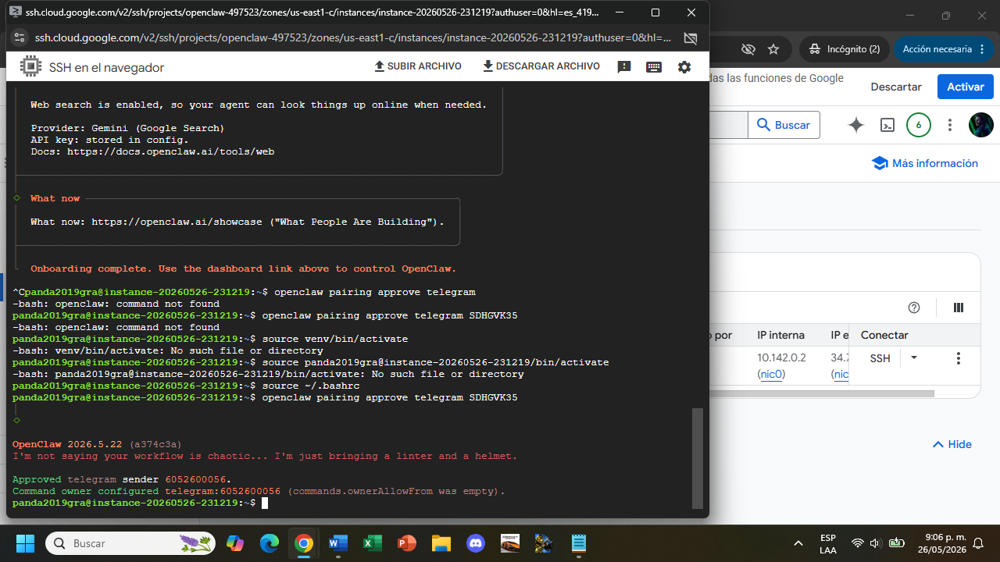 ssh.cloud.google.com/v2/ssh/projects/openclaw-497523/zones/us-east1-c/instances/instance-20260526-231219?authuser=0&hl=es_419...
ssh.cloud.google.com/v2/ssh/projects/openclaw-497523/zones/us-east1-c/instances/instance-20260526-231219?authuser=0&hl=...
Incógnito (2)
Acción necesaria
SSH en el navegador
SUBIR ARCHIVO
DESCARGAR ARCHIVO
das las funciones de Google
Descartar
Activar
Buscar
6
Más información
Web search is enabled, so your agent can look things up online when needed.
Provider: Gemini (Google Search)
API key: stored in config.
Docs: https://docs.openclaw.ai/tools/web
What now
What now: https://openclaw.ai/showcase ("What People Are Building").
Onboarding complete. Use the dashboard link above to control OpenClaw.
^Cpanda2019gra@instance-20260526-231219:~$ openclaw pairing approve telegram
-bash: openclaw: command not found
panda2019gra@instance-20260526-231219:~$ openclaw pairing approve telegram SDHGVK35
-bash: openclaw: command not found
panda2019gra@instance-20260526-231219:~$ source venv/bin/activate
-bash: venv/bin/activate: No such file or directory
panda2019gra@instance-20260526-231219:~$ source panda2019gra@instance-20260526-231219/bin/activate
-bash: panda2019gra@instance-20260526-231219/bin/activate: No such file or directory
panda2019gra@instance-20260526-231219:~$ source ~/.bashrc
panda2019gra@instance-20260526-231219:~$ openclaw pairing approve telegram SDHGVK35
OpenClaw 2026.5.22 (a374c3a)
I'm not saying your workflow is chaotic... I'm just bringing a linter and a helmet.
Approved telegram sender 6052600056.
Command owner configured telegram:6052600056 (commands.ownerAllowFrom was empty).
panda2019gra@instance-20260526-231219:~$
por
IP interna
IP e
Conectar
10.142.0.2
34.7
SSH
(nic0)
(nic
Hide
Buscar
ESP
LAA
9:06 p. m.
26/05/2026